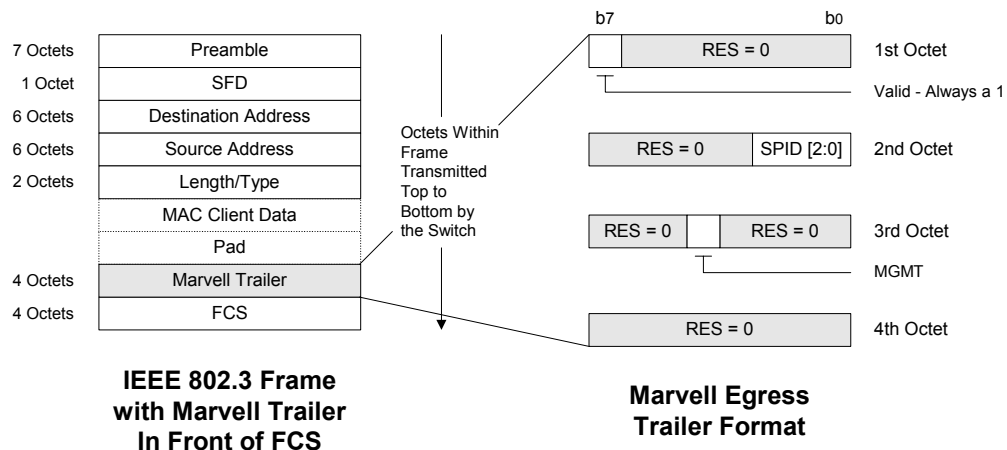 7 Octets
Preamble
1 Octet
SFD
6 Octets
Destination Address
6 Octets
Source Address
2 Octets
Length/Type
MAC Client Data
Pad
4 Octets
Marvell Trailer
4 Octets
FCS
IEEE 802.3 Frame
with Marvell Trailer
In Front of FCS
Octets Within
Frame
Transmitted
Top to
Bottom by
the Switch
b7
b0
RES = 0
1st Octet
Valid - Always a 1
RES = 0
SPID [2:0]
2nd Octet
RES = 0
RES = 0
3rd Octet
MGMT
RES = 0
4th Octet
Marvell Egress
Trailer Format